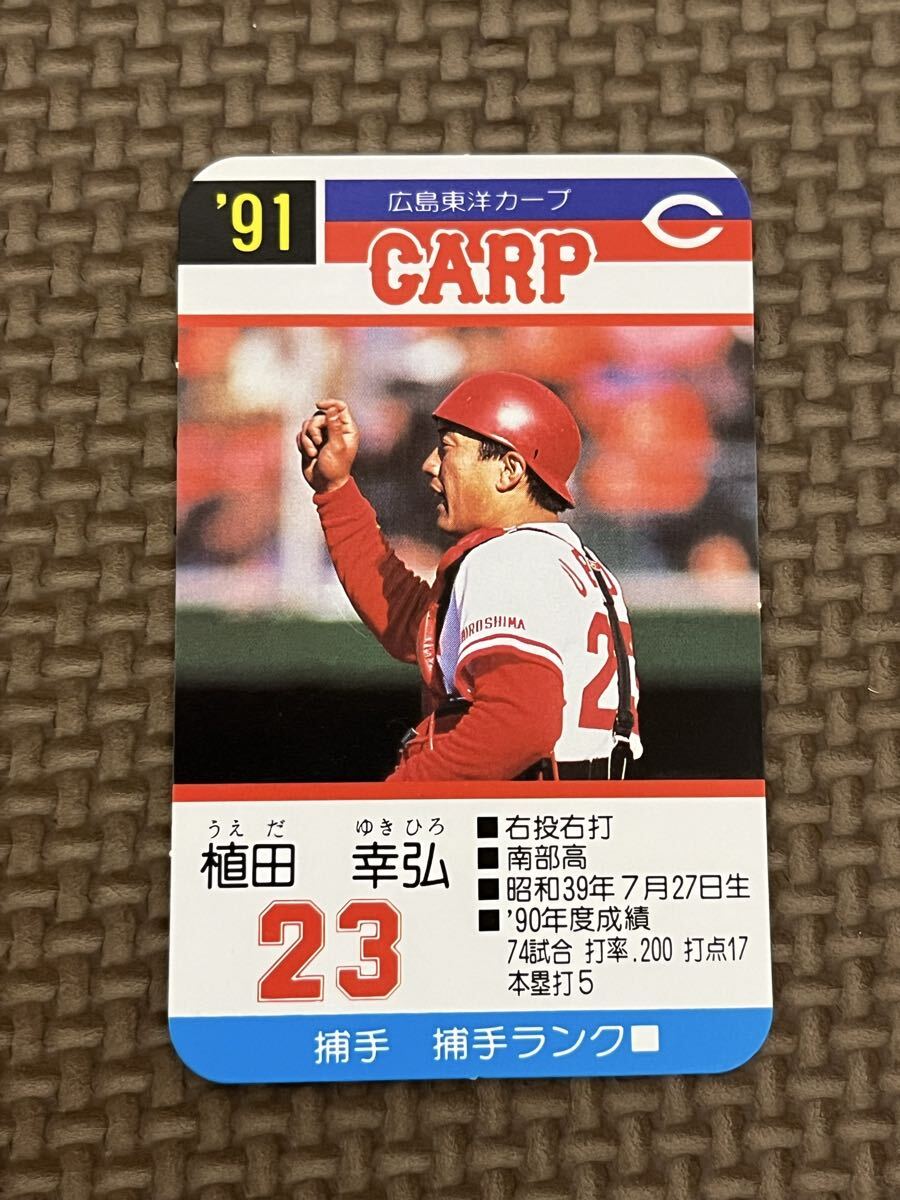 '91
広島東洋カープ
CARP
HIROSHIMA
うえだ ゆきひろ
植田 幸弘
23
■右投右打
■南部高
■昭和39年7月27日生
■'90年度成績
74試合 打率.200 打点17
本塁打5
捕手 捕手ランク□